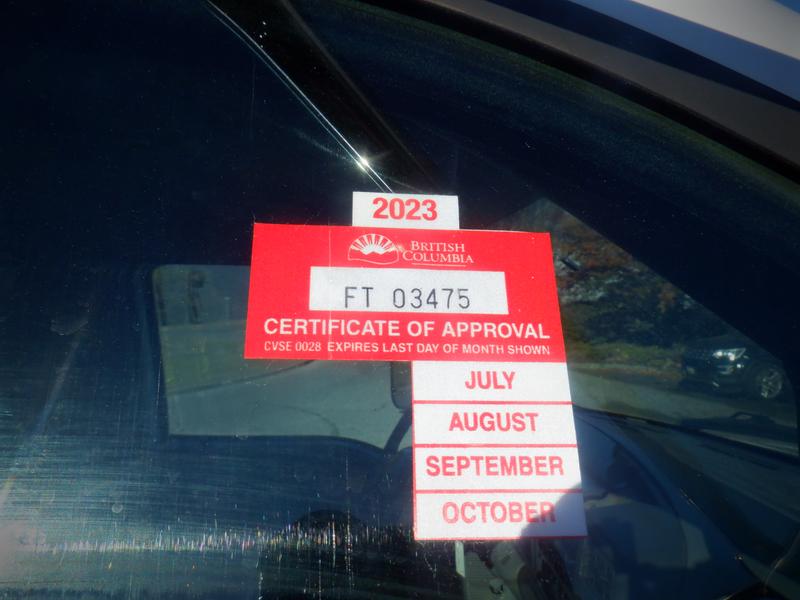 2023
BRITISH
COLUMBIA
FT 03475
CERTIFICATE OF APPROVAL
CVSE 0028 EXPIRES LAST DAY OF MONTH SHOWN
JULY
AUGUST
SEPTEMBER
OCTOBER